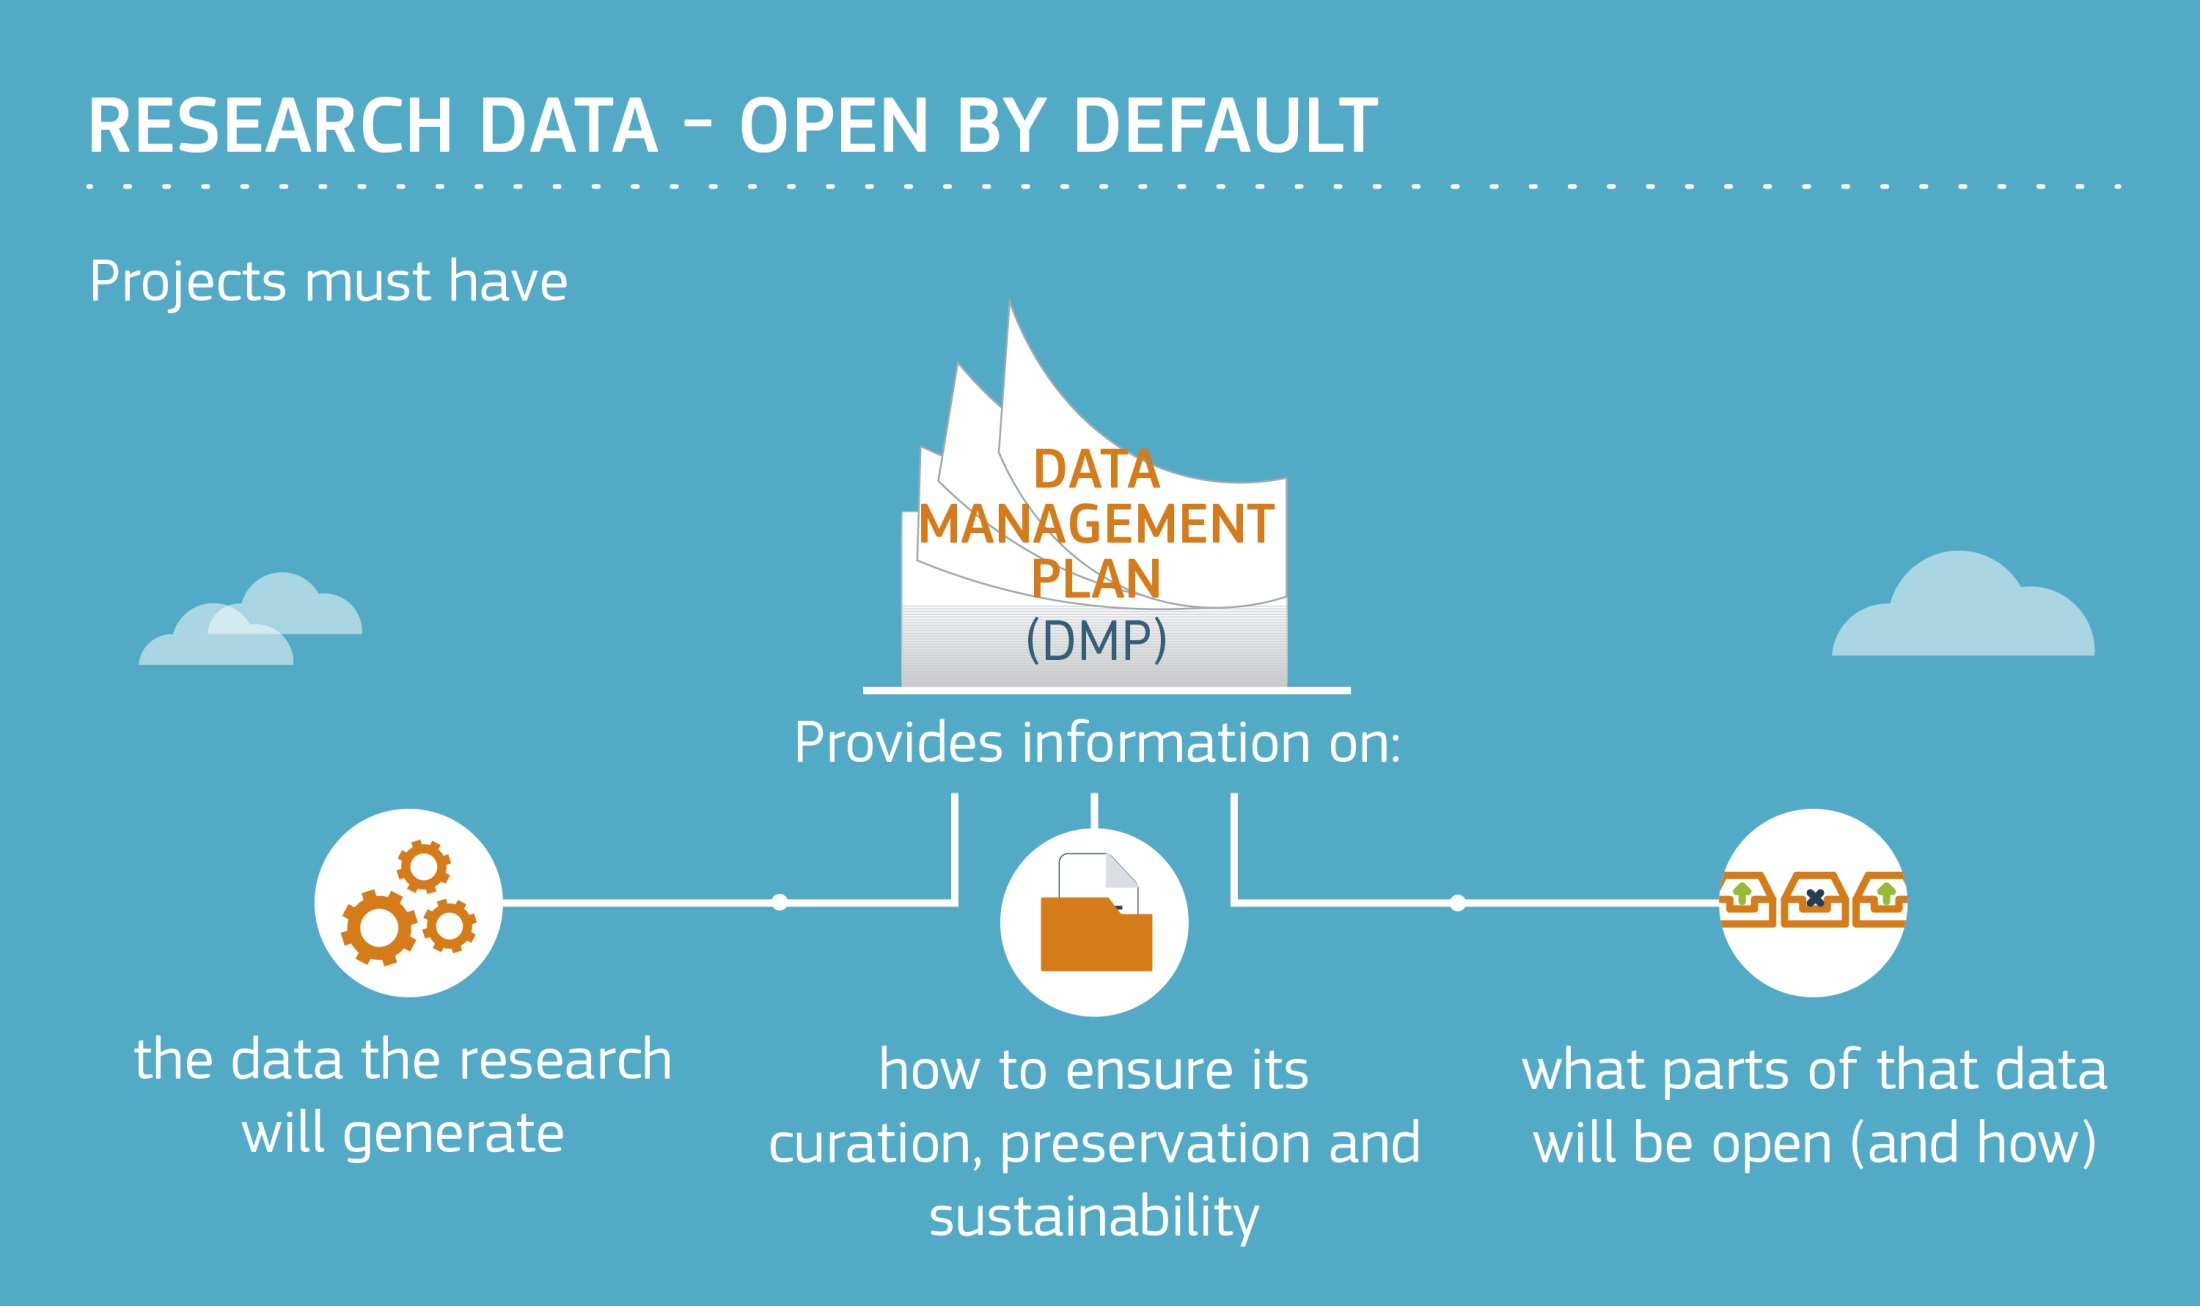 RESEARCH DATA – OPEN BY DEFAULT
Projects must have
DATA
MANAGEMENT
PLAN
(DMP)
Provides information on:
the data the research
will generate
how to ensure its
curation, preservation and
sustainability
what parts of that data
will be open (and how)